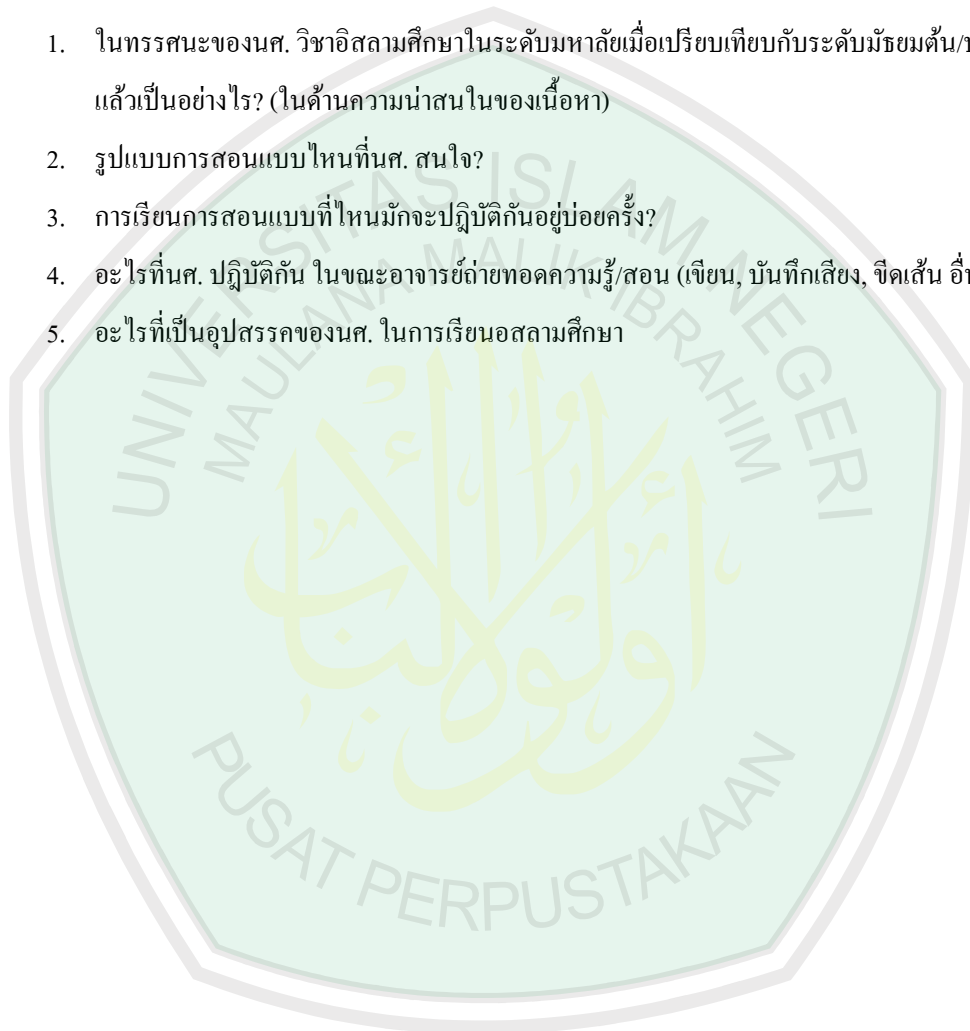 1. ในทรรศนะของนศ. วิชาอิสลามศึกษาในระดับมหาลัยเมื่อเปรียบเทียบกับระดับมัธยมต้น/
แล้วเป็นอย่างไร? (ในด้านความน่าสนในของเนื้อหา)
2. รูปแบบการสอนแบบไหนที่นศ. สนใจ?
3. การเรียนการสอนแบบที่ไหนมักจะปฎิบัติกันอยู่บ่อยครั้ง?
4. อะไรที่นศ. ปฎิบัติกัน ในขณะอาจารย์ถ่ายทอดความรู้/สอน (เขียน, บันทึกเสียง, ขีดเส้น อื่น
5. อะไรที่เป็นอุปสรรคของนศ. ในการเรียนอสลามศึกษา
UNIVERSITAS ISLAM NEGERI
MAULANA MALIK IBRAHIM
PUSAT PERPUSTAKAAN